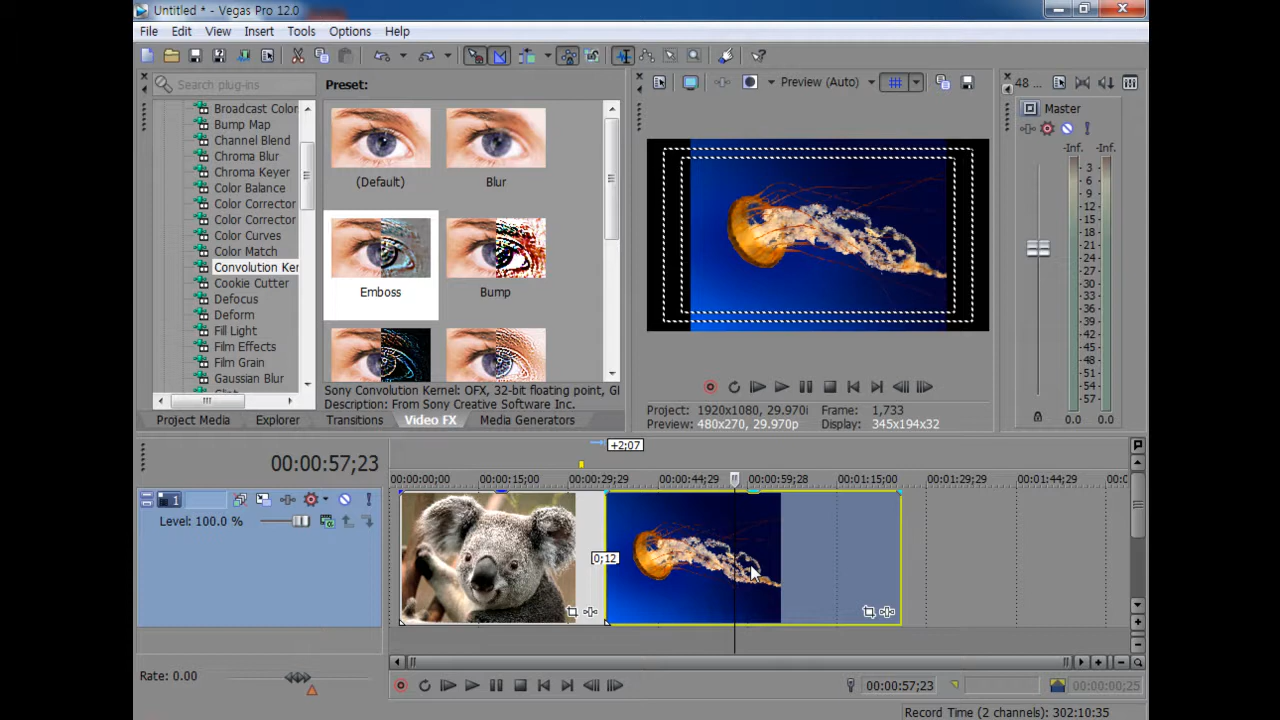 Untitled * - Vegas Pro 12.0
File Edit View Insert Tools Options Help
Search plug-ins
Preset:
Broadcast Color
Bump Map
Channel Blend
Chroma Blur
Chroma Keyer
Color Balance
Color Corrector
Color Corrector
Color Curves
Color Match
Convolution Ker
Cookie Cutter
Defocus
Deform
Fill Light
Film Effects
Film Grain
Gaussian Blur
(Default)
Blur
Emboss
Bump
Sony Convolution Kernel: OFX, 32-bit floating point, G
Description: From Sony Creative Software Inc.
Project Media Explorer Transitions Video FX Media Generators
Preview (Auto)
Project: 1920x1080, 29.970i
Frame: 1,733
Preview: 480x270, 29.970p
Display: 345x194x32
48 ...
Master
-Inf. -Inf.
3
6
9
12
15
18
21
24
27
30
33
36
39
42
45
48
51
54
57
0.0 0.0
00:00:57;23
+2;07
00:00:00;00 00:00:15;00 00:00:29;29 00:00:44;29 00:00:59;28 00:01:15;00 00:01:29;29 00:01:44;29 00:0
1
Level: 100.0 %
0;12
Rate: 0.00
00:00:57;23
00:00:00;25
Record Time (2 channels): 302:10:35